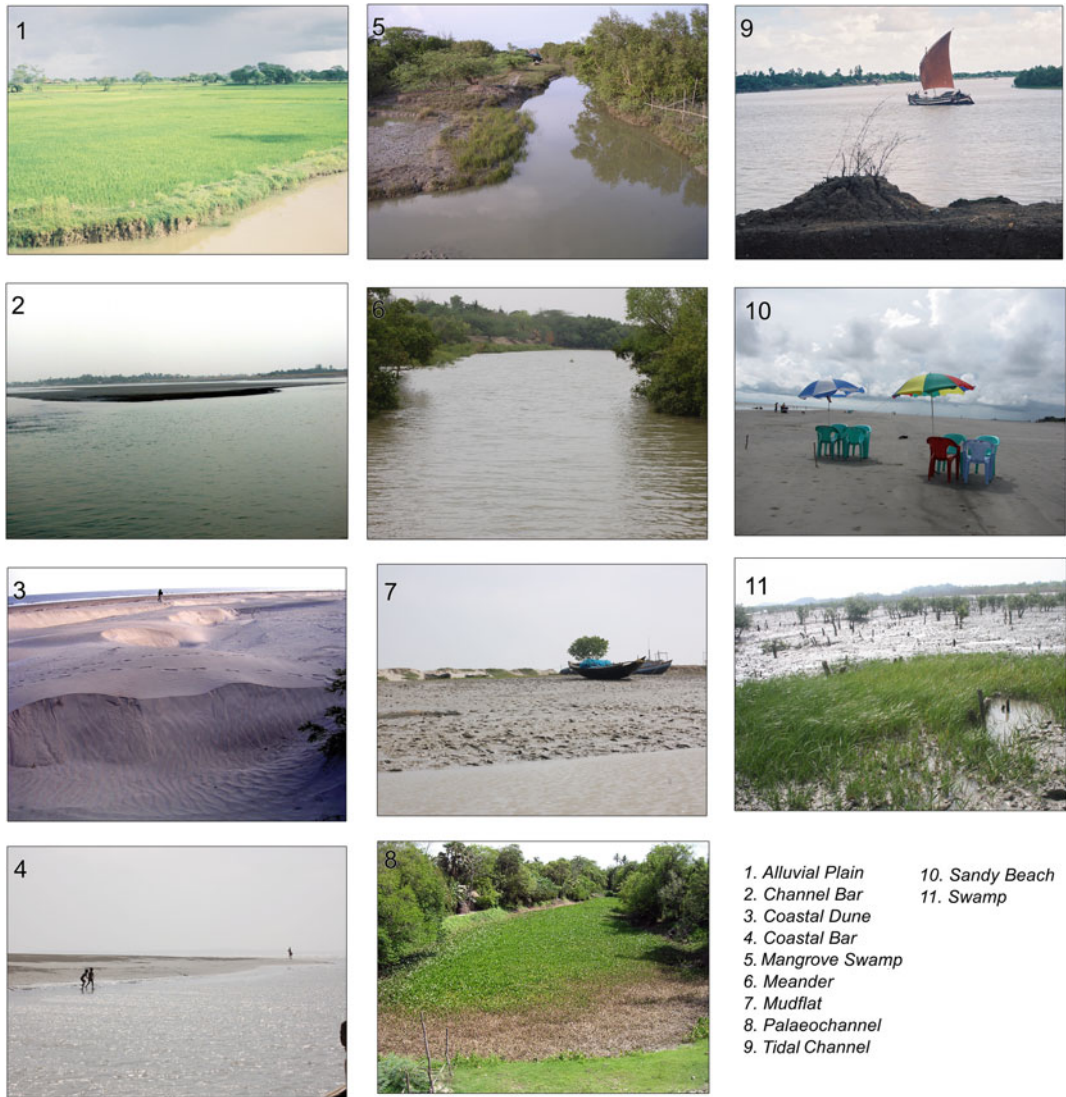 1
2
3
4
5
6
7
8
9
10
11
1. Alluvial Plain
2. Channel Bar
3. Coastal Dune
4. Coastal Bar
5. Mangrove Swamp
6. Meander
7. Mudflat
8. Palaeochannel
9. Tidal Channel
10. Sandy Beach
11. Swamp